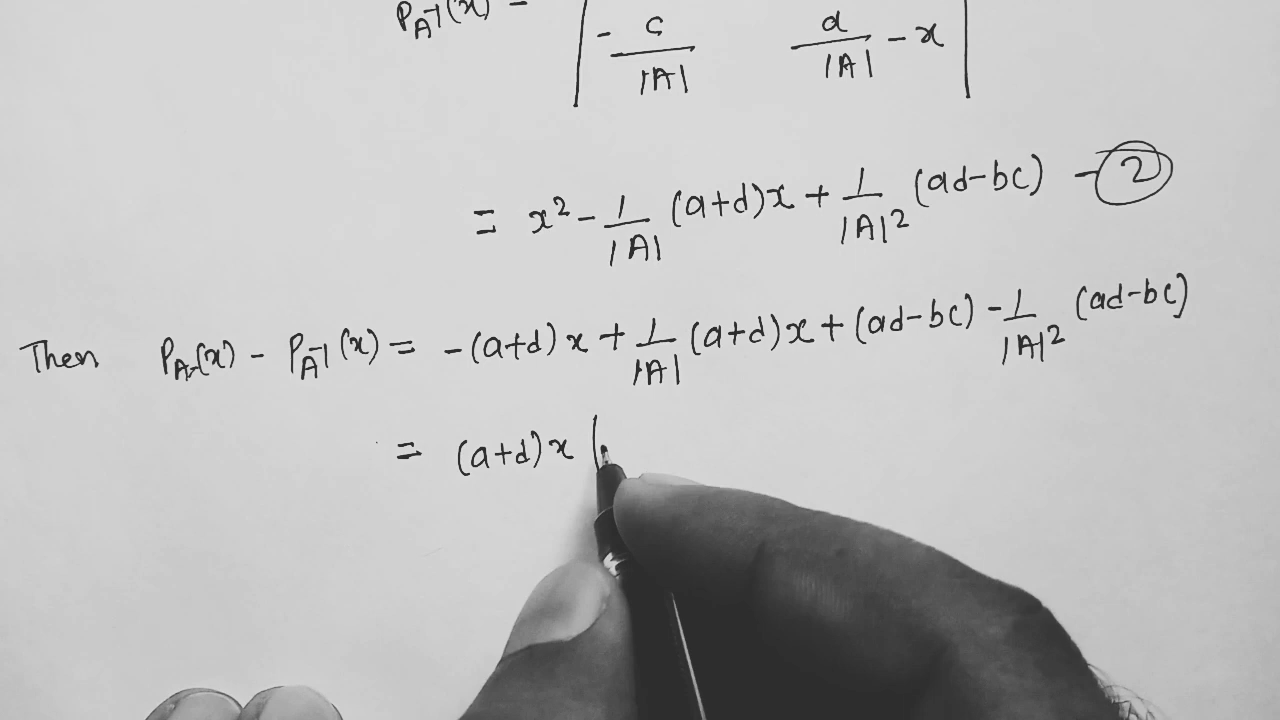 P_{A^{-1}}(x) = | -c/|A|  d/|A| - x |
= x² - 1/|A| (a+d)x + 1/|A|² (ad-bc) - ②
Then P_A(x) - P_{A^{-1}}(x) = -(a+d)x + 1/|A| (a+d)x + (ad-bc) - 1/|A|² (ad-bc)
= (a+d)x (